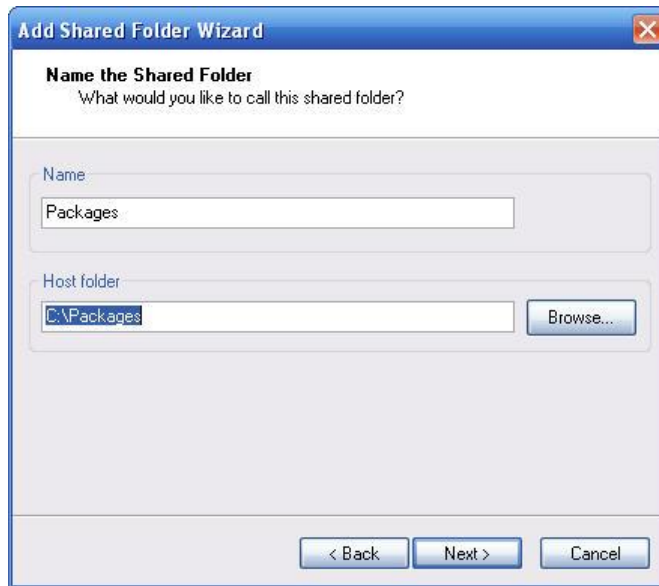 Add Shared Folder Wizard
Name the Shared Folder
What would you like to call this shared folder?
Name
Packages
Host folder
C:\Packages
Browse...
< Back
Next >
Cancel